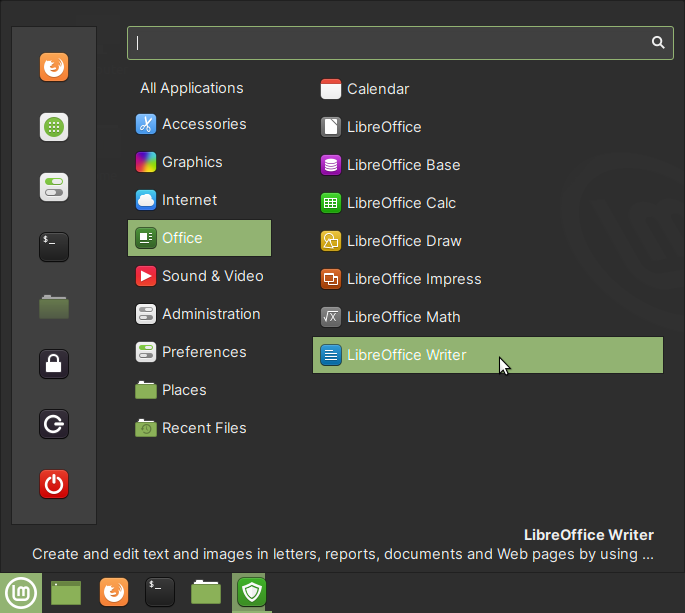 All Applications
Accessories
Graphics
Internet
Office
Sound & Video
Administration
Preferences
Places
Recent Files
Calendar
LibreOffice
LibreOffice Base
LibreOffice Calc
LibreOffice Draw
LibreOffice Impress
LibreOffice Math
LibreOffice Writer
LibreOffice Writer
Create and edit text and images in letters, reports, documents and Web pages by using ...